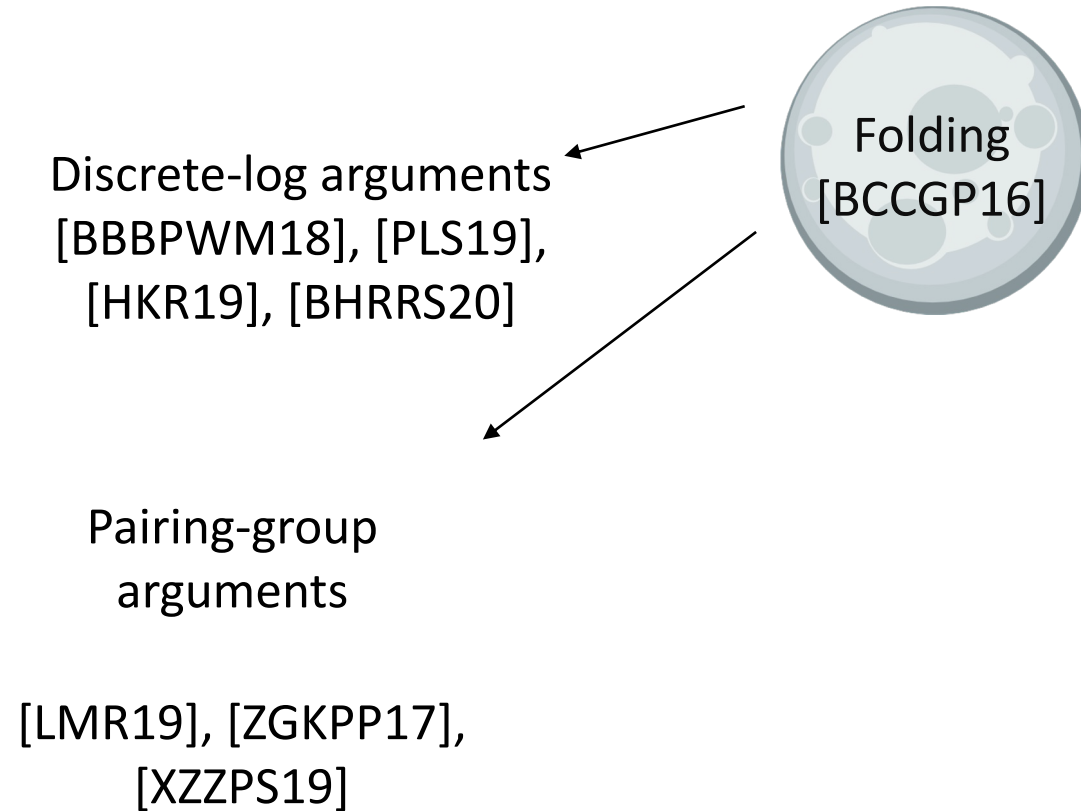 Folding
[BCCGP16]
Discrete-log arguments
[BBBPWM18], [PLS19],
[HKR19], [BHRRS20]
Pairing-group
arguments
[LMR19], [ZGKPP17],
[XZZPS19]